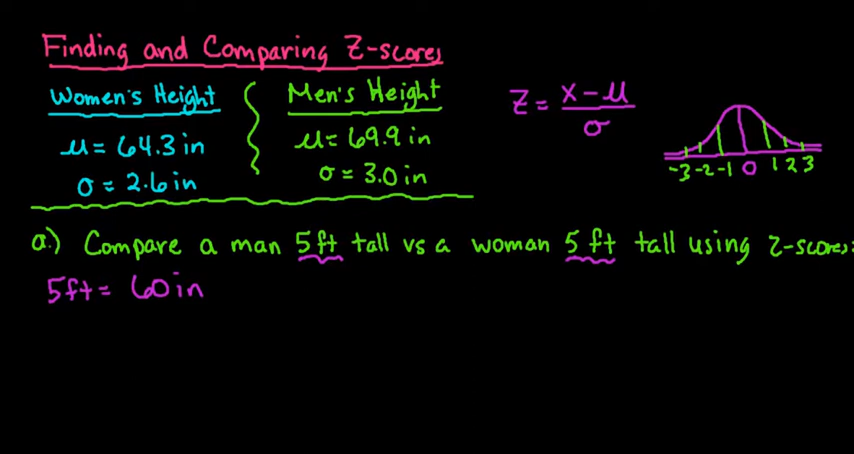 Finding and Comparing Z-scores
Women's Height
μ = 64.3 in
σ = 2.6 in
Men's Height
μ = 69.9 in
σ = 3.0 in
Z = x - μ / σ
-3 -2 -1 0 1 2 3
a.) Compare a man 5ft tall vs a woman 5 ft tall using z-scores:
5ft = 60 in